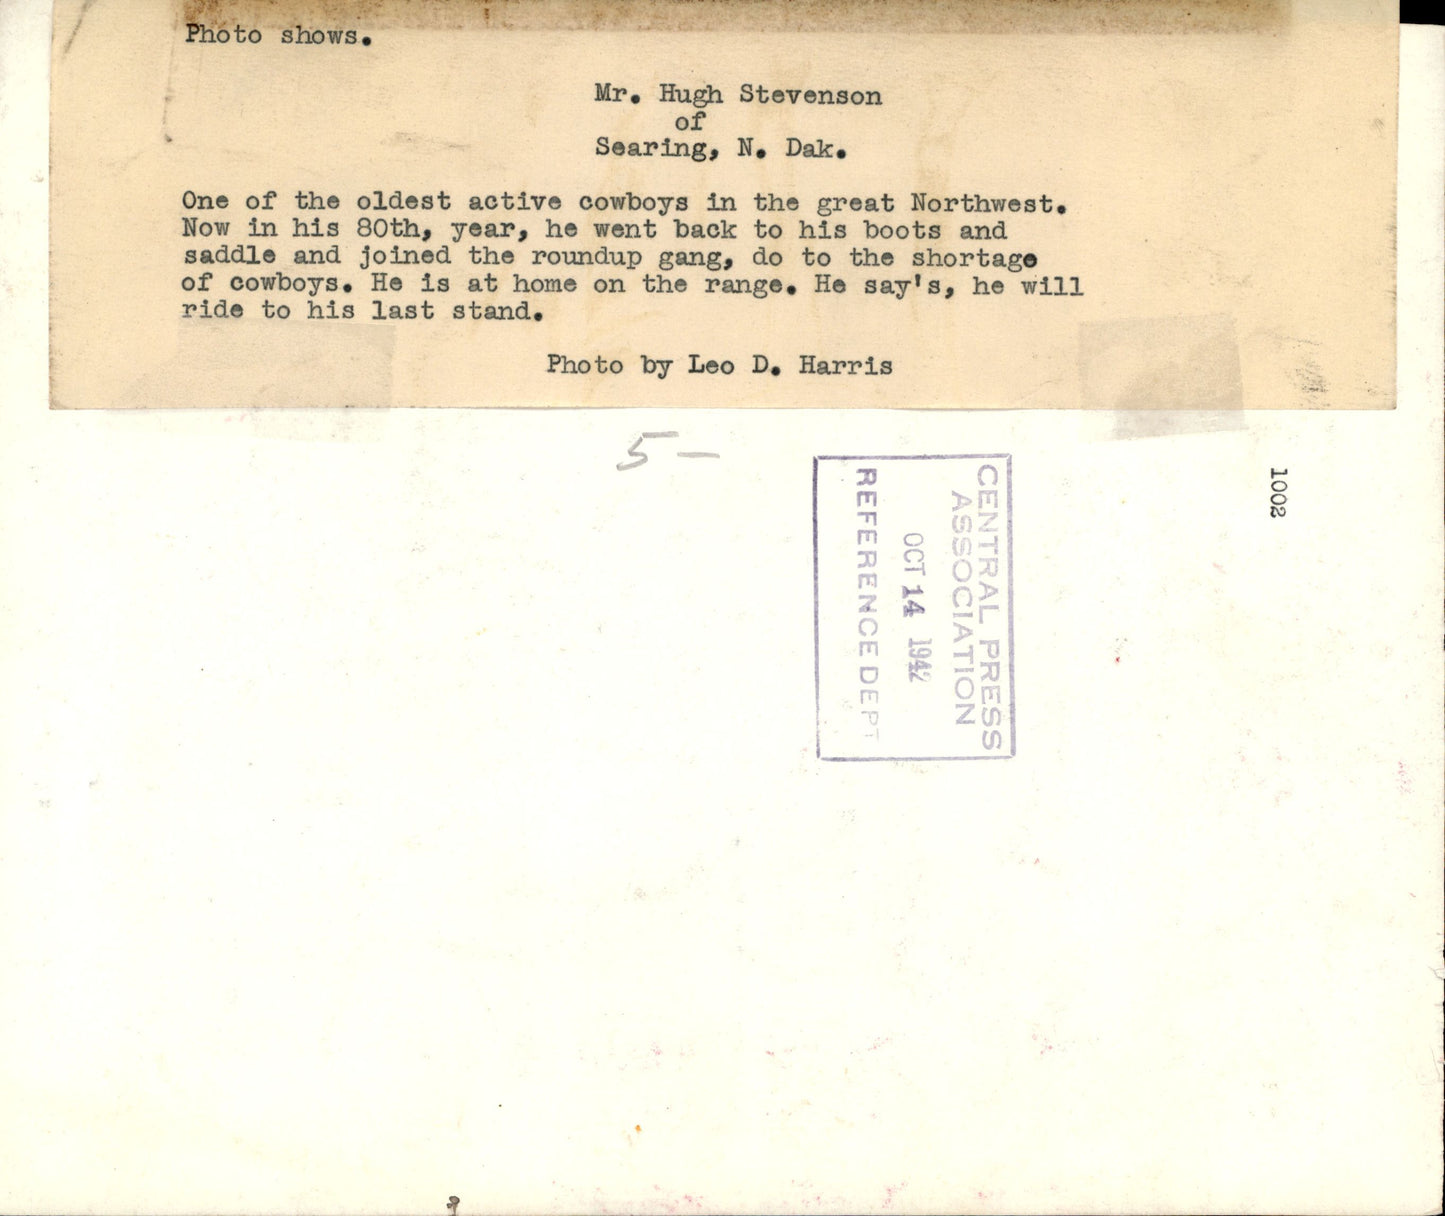 Photo shows.
Mr. Hugh Stevenson
of
Searing, N. Dak.
One of the oldest active cowboys in the great Northwest.
Now in his 80th, year, he went back to his boots and
saddle and joined the roundup gang, do to the shortage
of cowboys. He is at home on the range. He say's, he will
ride to his last stand.
Photo by Leo D. Harris
5 —
CENTRAL PRESS
ASSOCIATION
OCT 14 1942
REFERENCE DEPT
1002